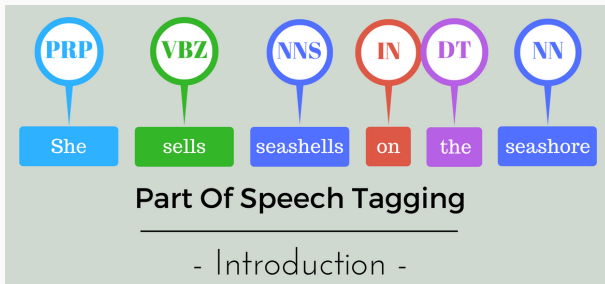 PRP VBZ NNS IN DT NN
She sells seashells on the seashore
Part Of Speech Tagging
- Introduction -